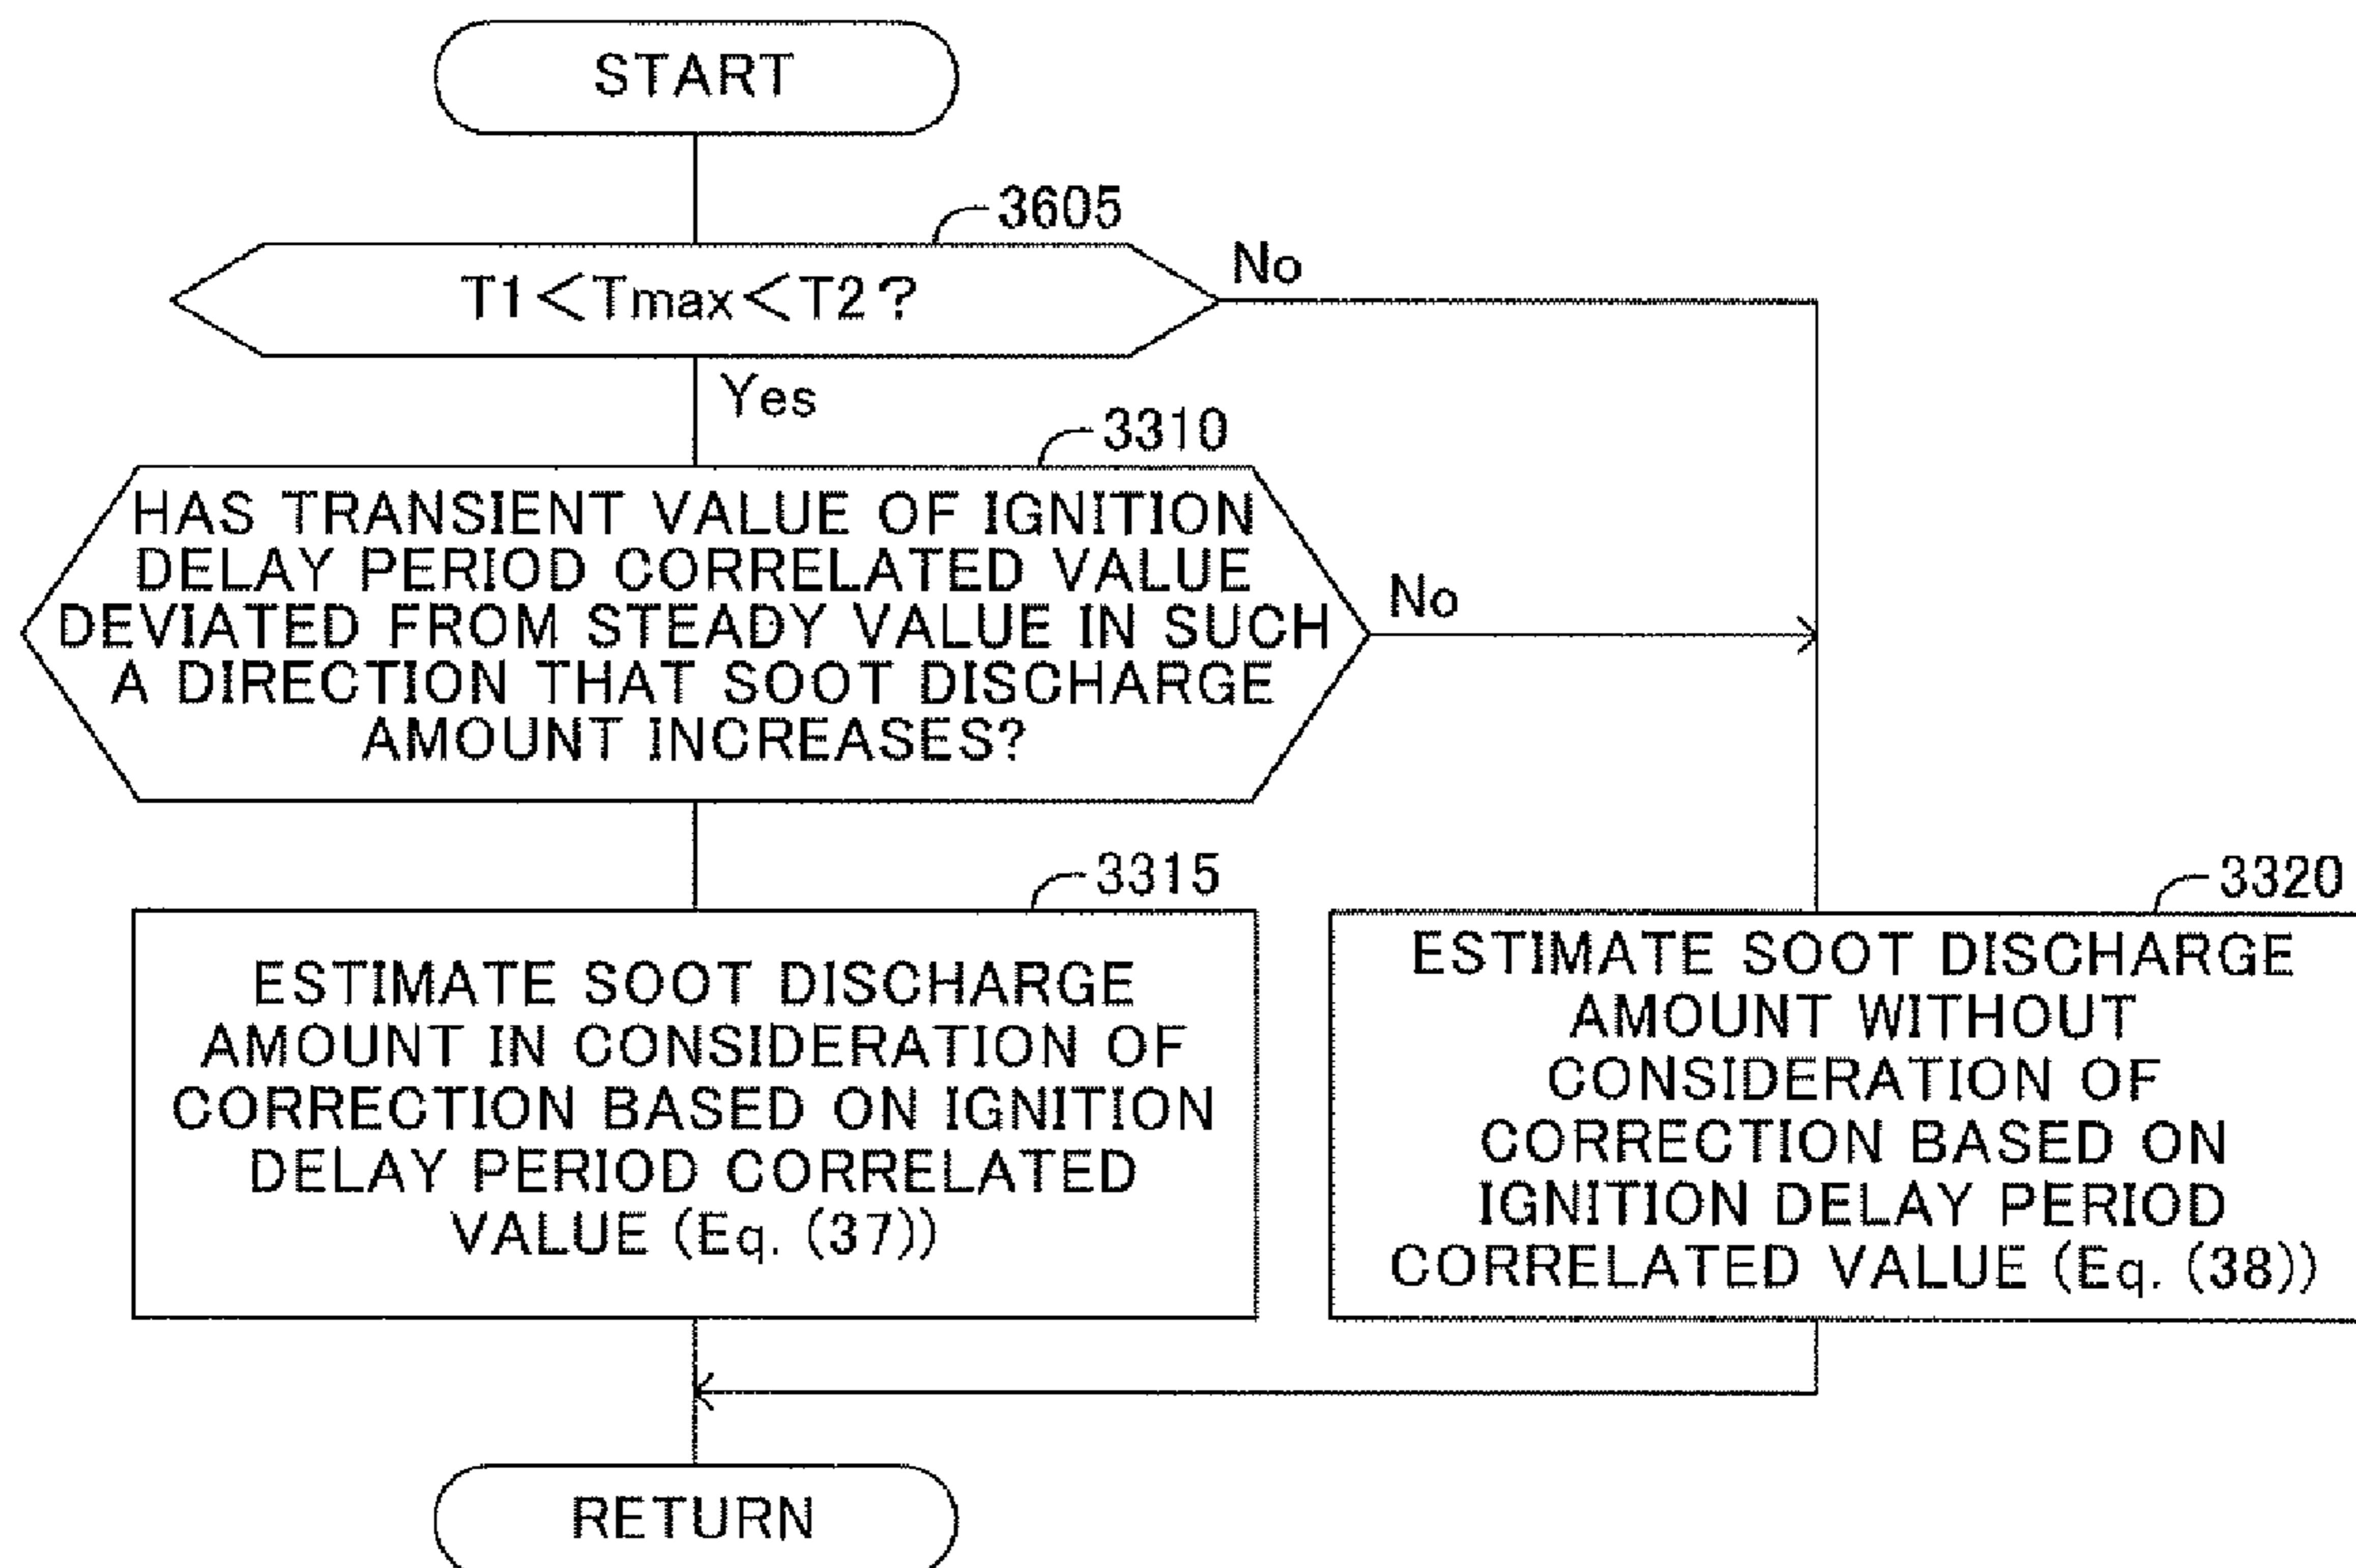 START
3605
T1<Tmax<T2?
No
Yes
3310
HAS TRANSIENT VALUE OF IGNITION
DELAY PERIOD CORRELATED VALUE
DEVIATED FROM STEADY VALUE IN SUCH
A DIRECTION THAT SOOT DISCHARGE
AMOUNT INCREASES?
No
3315
ESTIMATE SOOT DISCHARGE
AMOUNT IN CONSIDERATION OF
CORRECTION BASED ON IGNITION
DELAY PERIOD CORRELATED
VALUE (Eq. (37))
3320
ESTIMATE SOOT DISCHARGE
AMOUNT WITHOUT
CONSIDERATION OF
CORRECTION BASED ON
IGNITION DELAY PERIOD
CORRELATED VALUE (Eq. (38))
RETURN